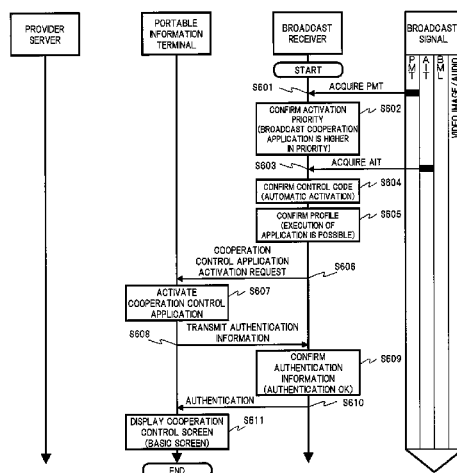 PROVIDER
SERVER
PORTABLE
INFORMATION
TERMINAL
BROADCAST
RECEIVER
BROADCAST
SIGNAL
PMT
AIT
BML
VIDEO IMAGE/AUDIO
START
S601
ACQUIRE PMT
CONFIRM ACTIVATION
PRIORITY
(BROADCAST COOPERATION
APPLICATION IS HIGHER
IN PRIORITY)
S602
S603
ACQUIRE AIT
CONFIRM CONTROL CODE
(AUTOMATIC ACTIVATION)
S604
CONFIRM PROFILE
(EXECUTION OF
APPLICATION IS POSSIBLE)
S605
COOPERATION
CONTROL APPLICATION
ACTIVATION REQUEST
S606
ACTIVATE
COOPERATION CONTROL
APPLICATION
S607
S608
TRANSMIT AUTHENTICATION
INFORMATION
CONFIRM
AUTHENTICATION
INFORMATION
(AUTHENTICATION OK)
S609
AUTHENTICATION
S610
DISPLAY COOPERATION
CONTROL SCREEN
(BASIC SCREEN)
S611
END